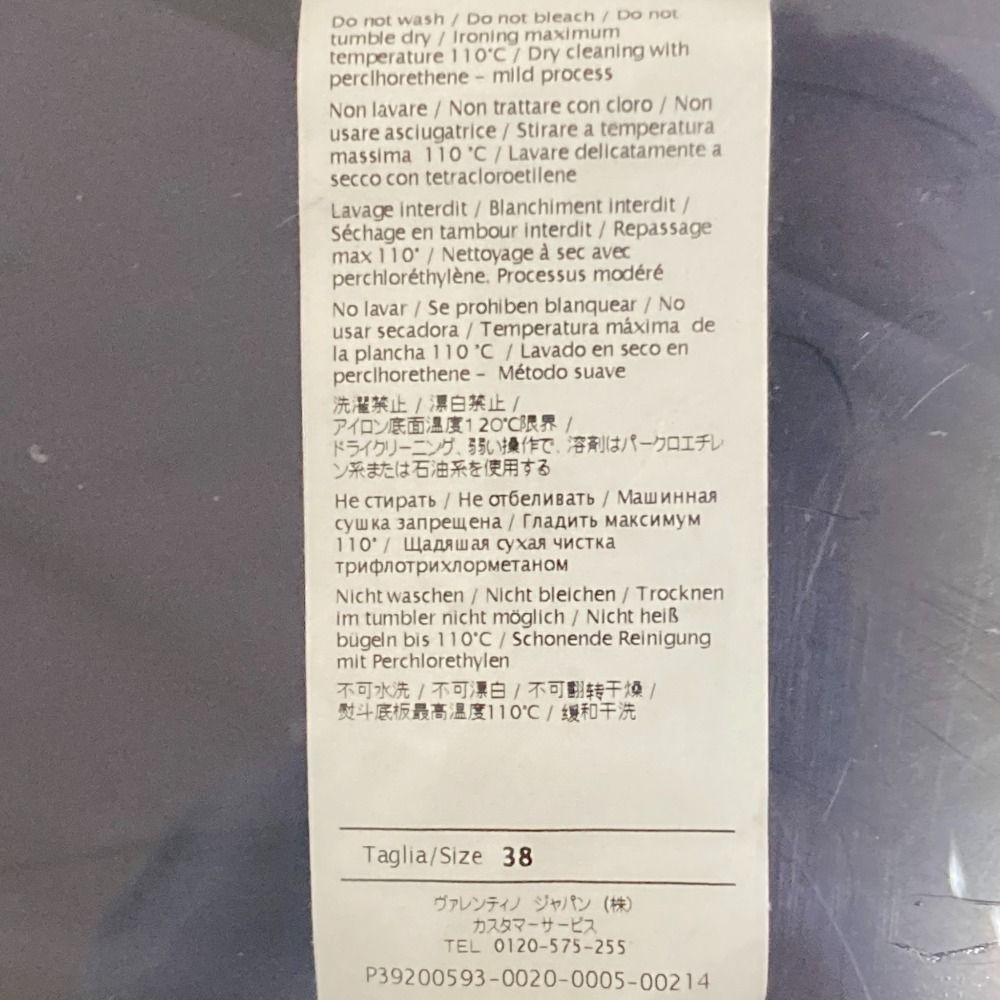 Do not wash / Do not bleach / Do not
tumble dry / Ironing maximum
temperature 110°C / Dry cleaning with
perclhorethene - mild process
Non lavare / Non trattare con cloro / Non
usare asciugatrice / Stirare a temperatura
massima 110 °C / Lavare delicatamente a
secco con tetracloroetilene
Lavage interdit / Blanchiment interdit /
Séchage en tambour interdit / Repassage
max 110° / Nettoyage à sec avec
perchloréthylène. Processus modéré
No lavar / Se prohiben blanquear / No
usar secadora / Temperatura máxima de
la plancha 110 °C / Lavado en seco en
perclhorethene - Método suave
洗濯禁止 / 漂白禁止 /
アイロン底面温度120°C限界 /
ドライクリーニング、弱い操作で、溶剤はパークロエチレ
ン系または石油系を使用する
Не стирать / Не отбеливать / Машинная
сушка запрещена / Гладить максимум
110° / Щадяшая сухая чистка
трифлотрихлорметаном
Nicht waschen / Nicht bleichen / Trocknen
im tumbler nicht möglich / Nicht heiß
bügeln bis 110°C / Schonende Reinigung
mit Perchlorethylen
不可水洗 / 不可漂白 / 不可翻转干燥 /
熨斗底板最高温度110°C / 缓和干洗
Taglia/Size 38
ヴァレンティノ ジャパン (株)
カスタマーサービス
TEL 0120-575-255
P39200593-0020-0005-00214